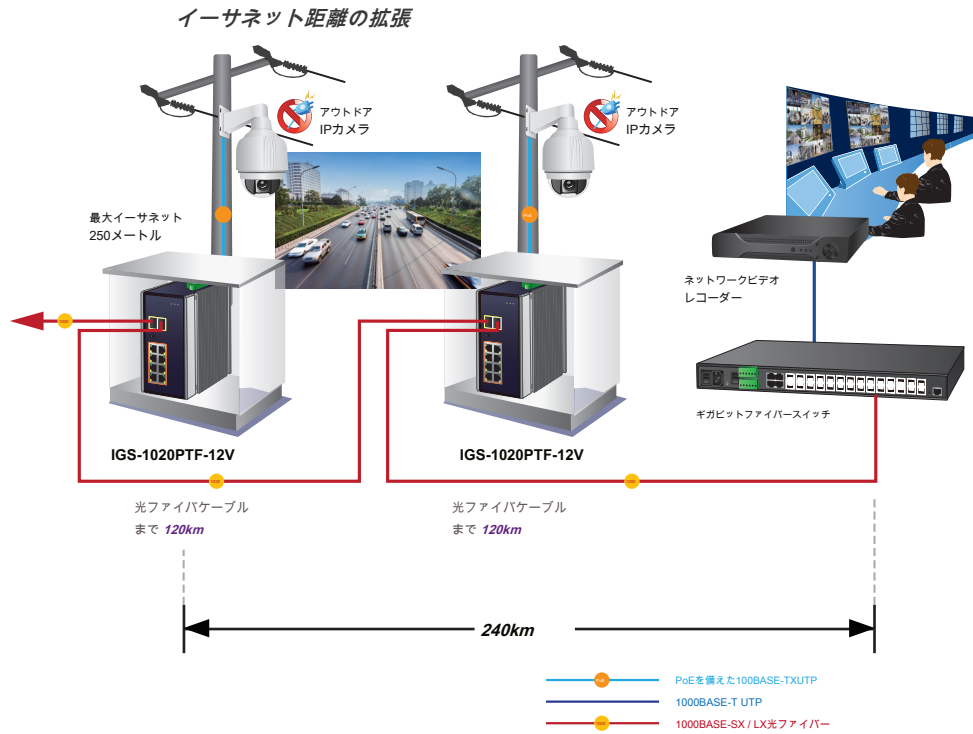 イーサネット距離の拡張
アウトドア
IPカメラ
アウトドア
IPカメラ
最大イーサネット
250メートル
PoE
ネットワークビデオ
レコーダー
ギガビットファイバースイッチ
IGS-1020PTF-12V
IGS-1020PTF-12V
光ファイバケーブル
まで 120km
光ファイバケーブル
まで 120km
240km
PoEを備えた100BASE-TXUTP
1000BASE-T UTP
1000BASE-SX / LX光ファイバー